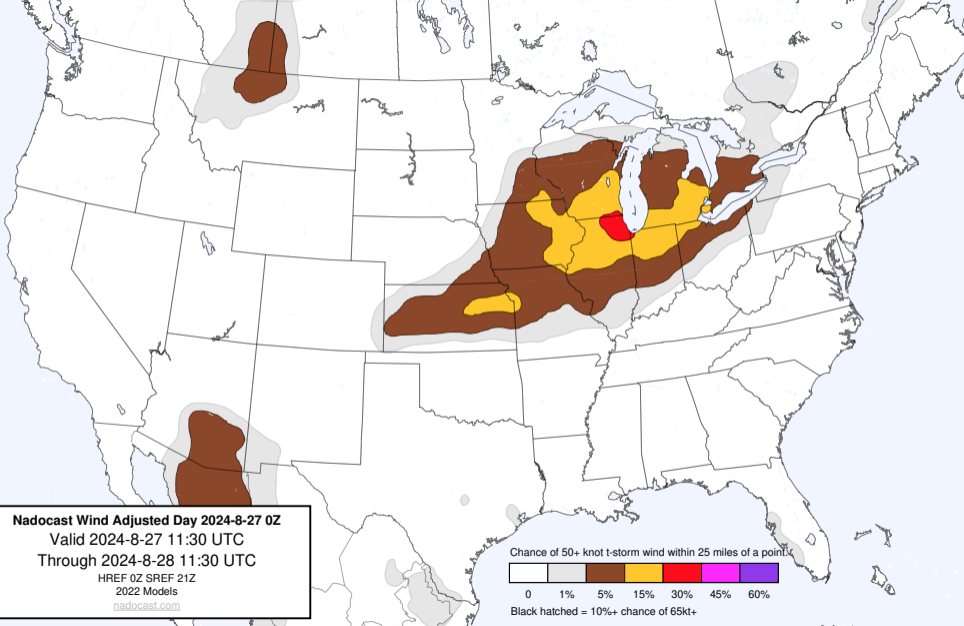 Nadocast Wind Adjusted Day 2024-8-27 0Z
Valid 2024-8-27 11:30 UTC
Through 2024-8-28 11:30 UTC
HREF 0Z SREF 21Z
2022 Models
nadocast.com
Chance of 50+ knot t-storm wind within 25 miles of a point.
0 1% 5% 15% 30% 45% 60%
Black hatched = 10%+ chance of 65kt+